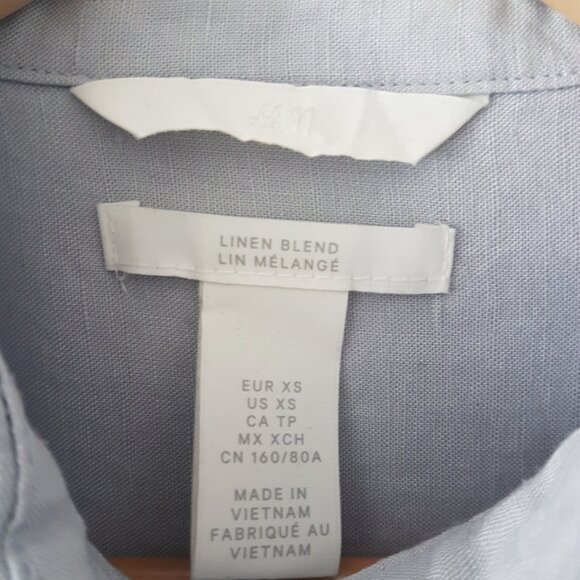 H&M
LINEN BLEND
LIN MÉLANGÉ
EUR XS
US XS
CA TP
MX XCH
CN 160/80A
MADE IN
VIETNAM
FABRIQUÉ AU
VIETNAM